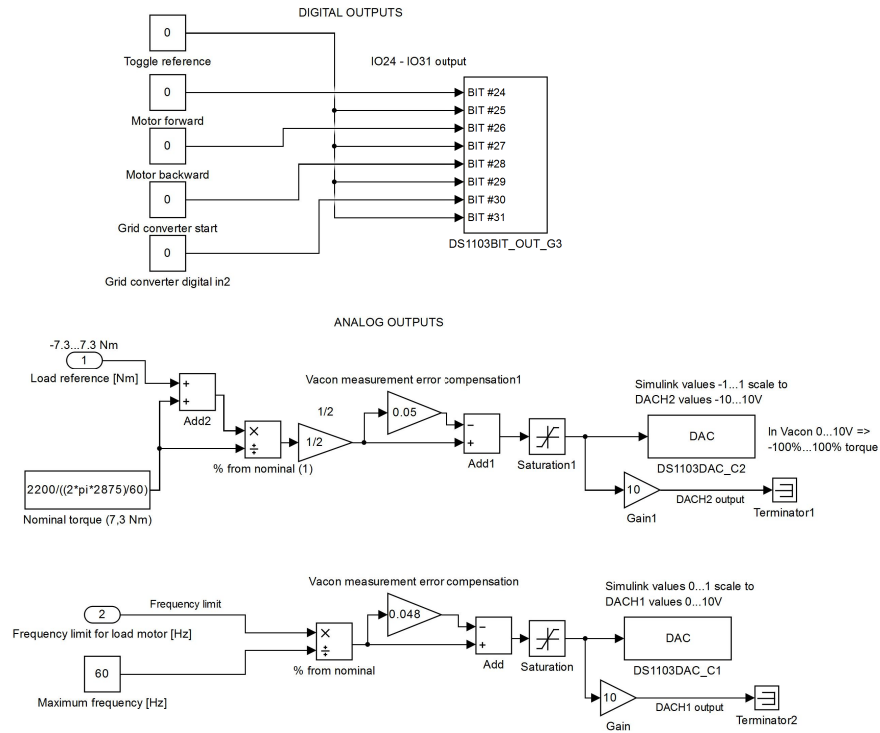 DIGITAL OUTPUTS
0
Toggle reference
IO24 - IO31 output
0
Motor forward
0
Motor backward
0
Grid converter start
0
Grid converter digital in2
BIT #24
BIT #25
BIT #26
BIT #27
BIT #28
BIT #29
BIT #30
BIT #31
DS1103BIT_OUT_G3
ANALOG OUTPUTS
-7.3...7.3 Nm
1
Load reference [Nm]
+
+
Add2
2200/((2*pi*2875)/60)
Nominal torque (7,3 Nm)
×
÷
% from nominal (1)
1/2
1/2
Vacon measurement error compensation1
0.05
−
+
Add1
Saturation1
Simulink values -1...1 scale to
DACH2 values -10...10V
DAC
DS1103DAC_C2
In Vacon 0...10V =>
-100%...100% torque
10
Gain1
DACH2 output
Terminator1
2
Frequency limit
Frequency limit for load motor [Hz]
60
Maximum frequency [Hz]
×
÷
% from nominal
Vacon measurement error compensation
0.048
−
+
Add
Saturation
Simulink values 0...1 scale to
DACH1 values 0...10V
DAC
DS1103DAC_C1
10
Gain
DACH1 output
Terminator2